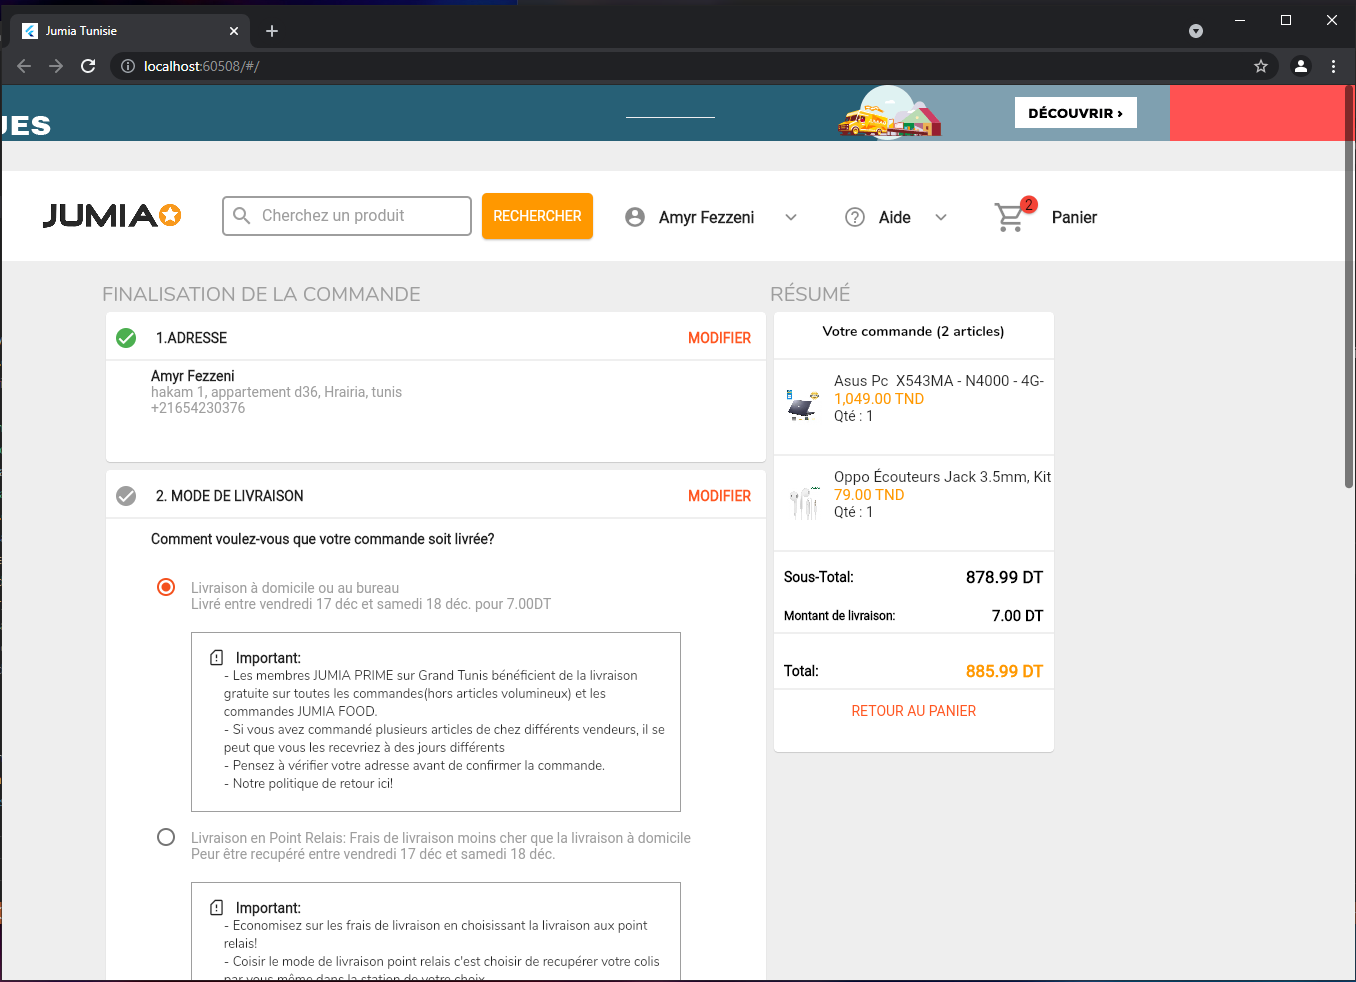 Jumia Tunisie
localhost:60508/#/
UES
DÉCOUVRIR ›
JUMIA
Cherchez un produit
RECHERCHER
Amyr Fezzeni
Aide
2
Panier
FINALISATION DE LA COMMANDE
1.ADRESSE
MODIFIER
Amyr Fezzeni
hakam 1, appartement d36, Hrairia, tunis
+21654230376
2. MODE DE LIVRAISON
MODIFIER
Comment voulez-vous que votre commande soit livrée?
Livraison à domicile ou au bureau
Livré entre vendredi 17 déc et samedi 18 déc. pour 7.00DT
Important:
- Les membres JUMIA PRIME sur Grand Tunis bénéficient de la livraison
gratuite sur toutes les commandes(hors articles volumineux) et les
commandes JUMIA FOOD.
- Si vous avez commandé plusieurs articles de chez différents vendeurs, il se
peut que vous les recevriez à des jours différents
- Pensez à vérifier votre adresse avant de confirmer la commande.
- Notre politique de retour ici!
Livraison en Point Relais: Frais de livraison moins cher que la livraison à domicile
Peur être recupéré entre vendredi 17 déc et samedi 18 déc.
Important:
- Economisez sur les frais de livraison en choisissant la livraison aux point
relais!
- Coisir le mode de livraison point relais c'est choisir de recupérer votre colis
par vous même dans la station de votre choix
RÉSUMÉ
Votre commande (2 articles)
Asus Pc  X543MA - N4000 - 4G-
1,049.00 TND
Qté : 1
Oppo Écouteurs Jack 3.5mm, Kit
79.00 TND
Qté : 1
Sous-Total:
878.99 DT
Montant de livraison:
7.00 DT
Total:
885.99 DT
RETOUR AU PANIER